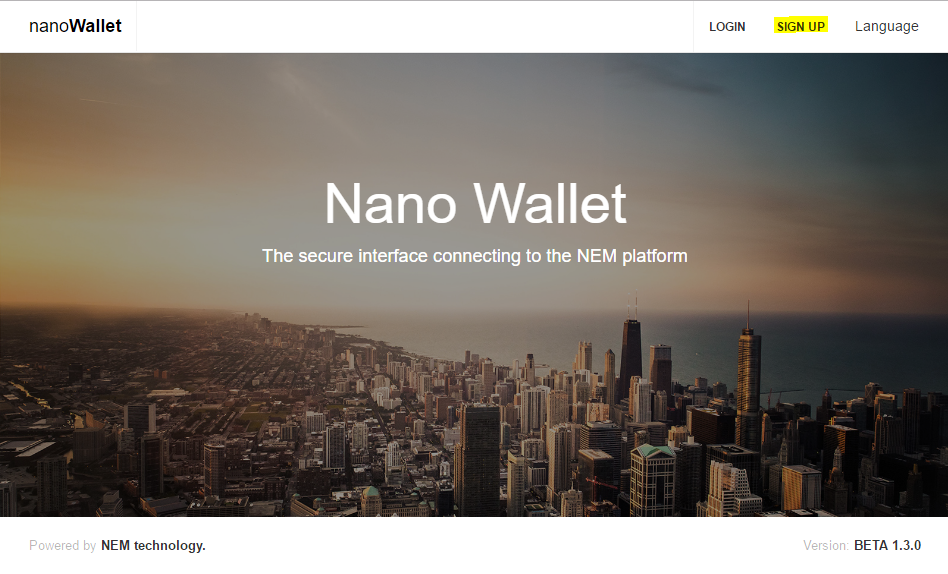 nanoWallet LOGIN SIGN UP Language
Nano Wallet
The secure interface connecting to the NEM platform
Powered by NEM technology. Version: BETA 1.3.0